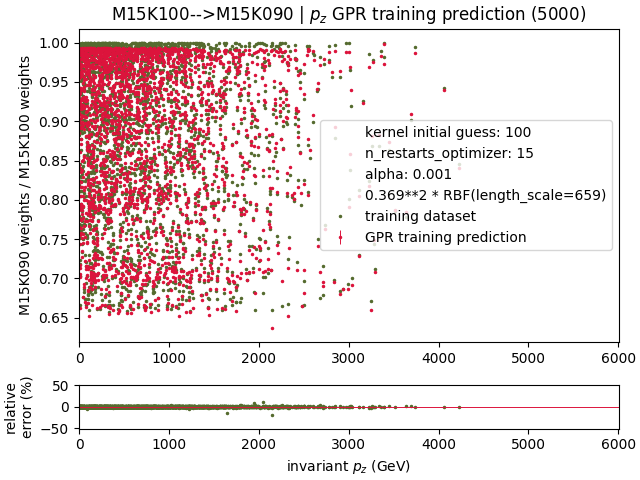 M15K100-->M15K090 | p_z GPR training prediction (5000)
M15K090 weights / M15K100 weights
1.00
0.95
0.90
0.85
0.80
0.75
0.70
0.65
kernel initial guess: 100
n_restarts_optimizer: 15
alpha: 0.001
0.369**2 * RBF(length_scale=659)
training dataset
GPR training prediction
0 1000 2000 3000 4000 5000 6000
relative
error (%)
50
0
−50
0 1000 2000 3000 4000 5000 6000
invariant p_z (GeV)